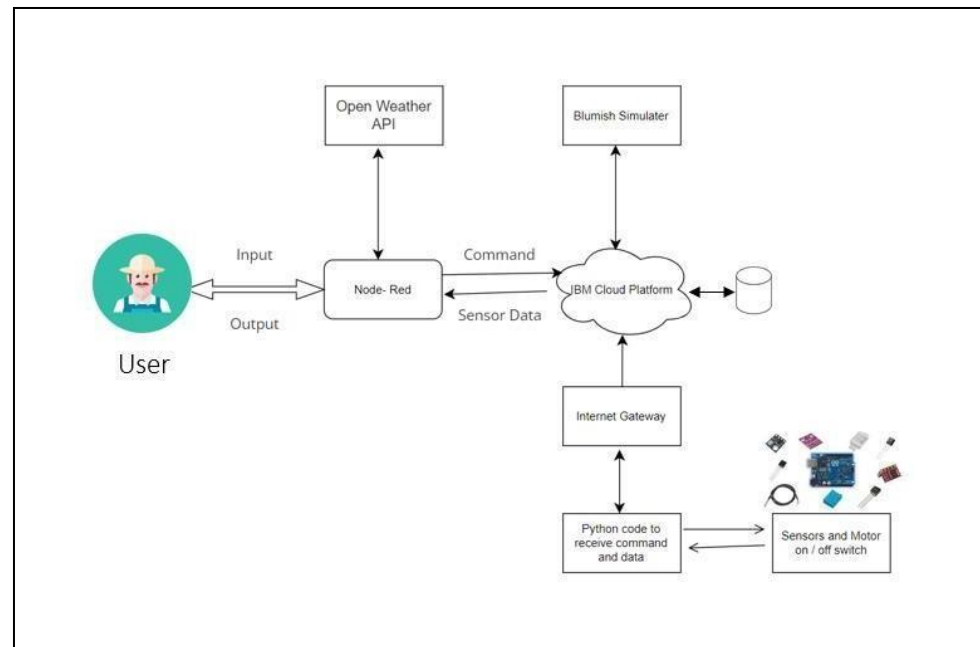 Open Weather
API
Blumish Simulater
Input
Command
Node- Red
IBM Cloud Platform
Output
Sensor Data
User
Internet Gateway
Python code to
receive command
and data
Sensors and Motor
on / off switch